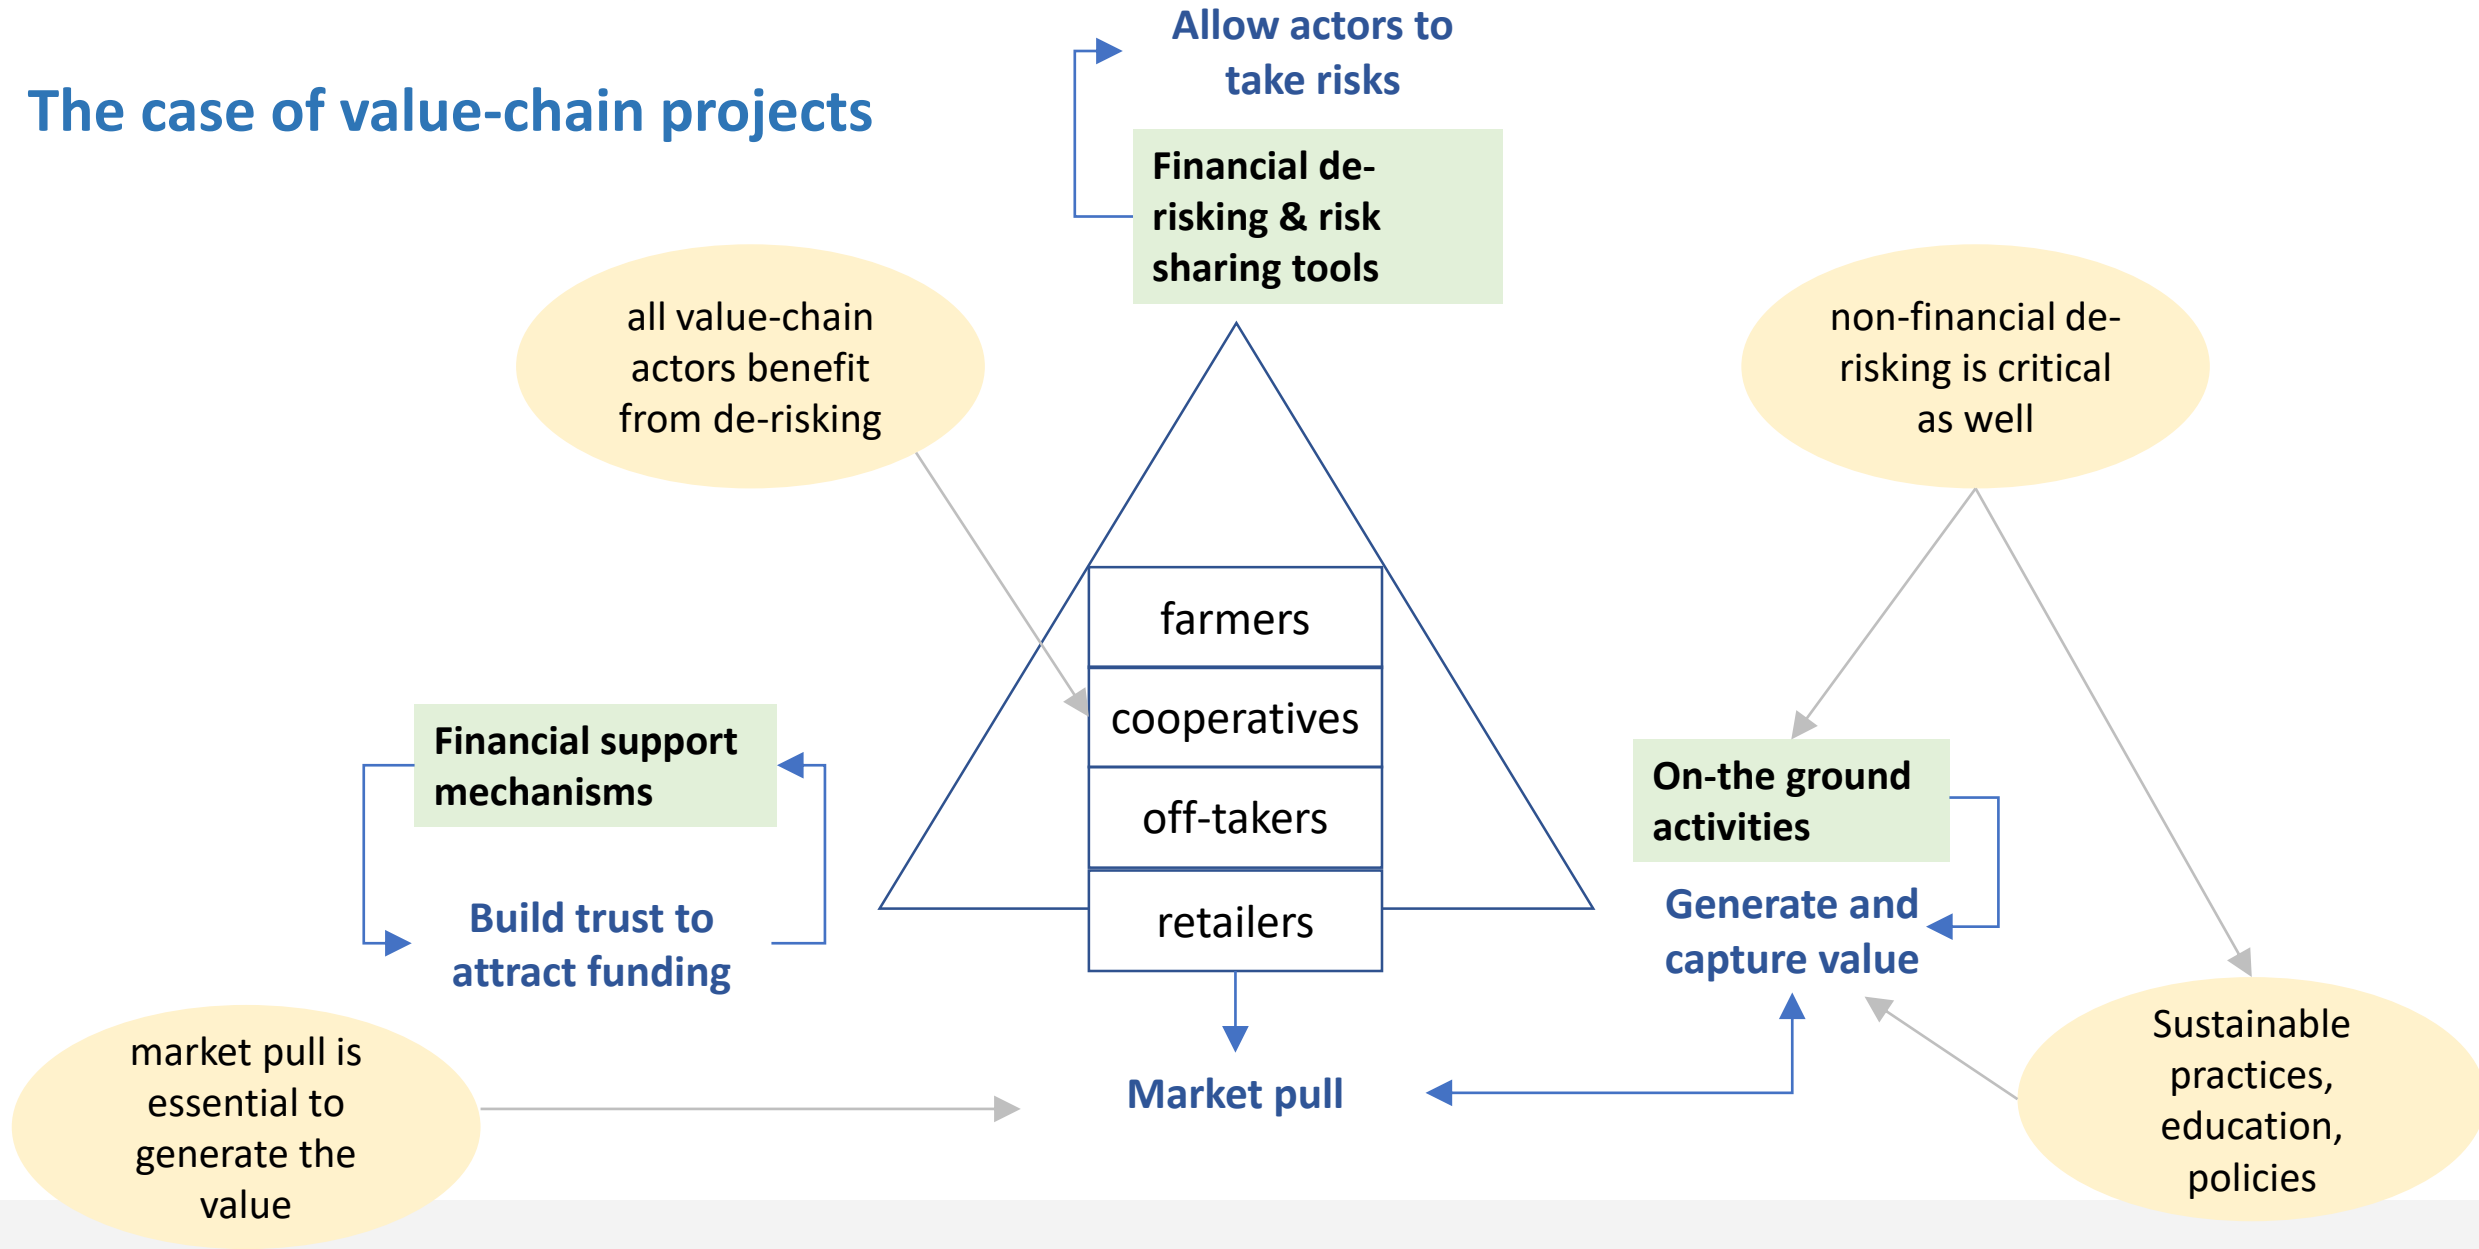 Allow actors to
take risks
The case of value-chain projects
Financial de-
risking & risk
sharing tools
all value-chain
actors benefit
from de-risking
non-financial de-
risking is critical
as well
farmers
cooperatives
off-takers
retailers
Financial support
mechanisms
Build trust to
attract funding
On-the ground
activities
Generate and
capture value
market pull is
essential to
generate the
value
Market pull
Sustainable
practices,
education,
policies